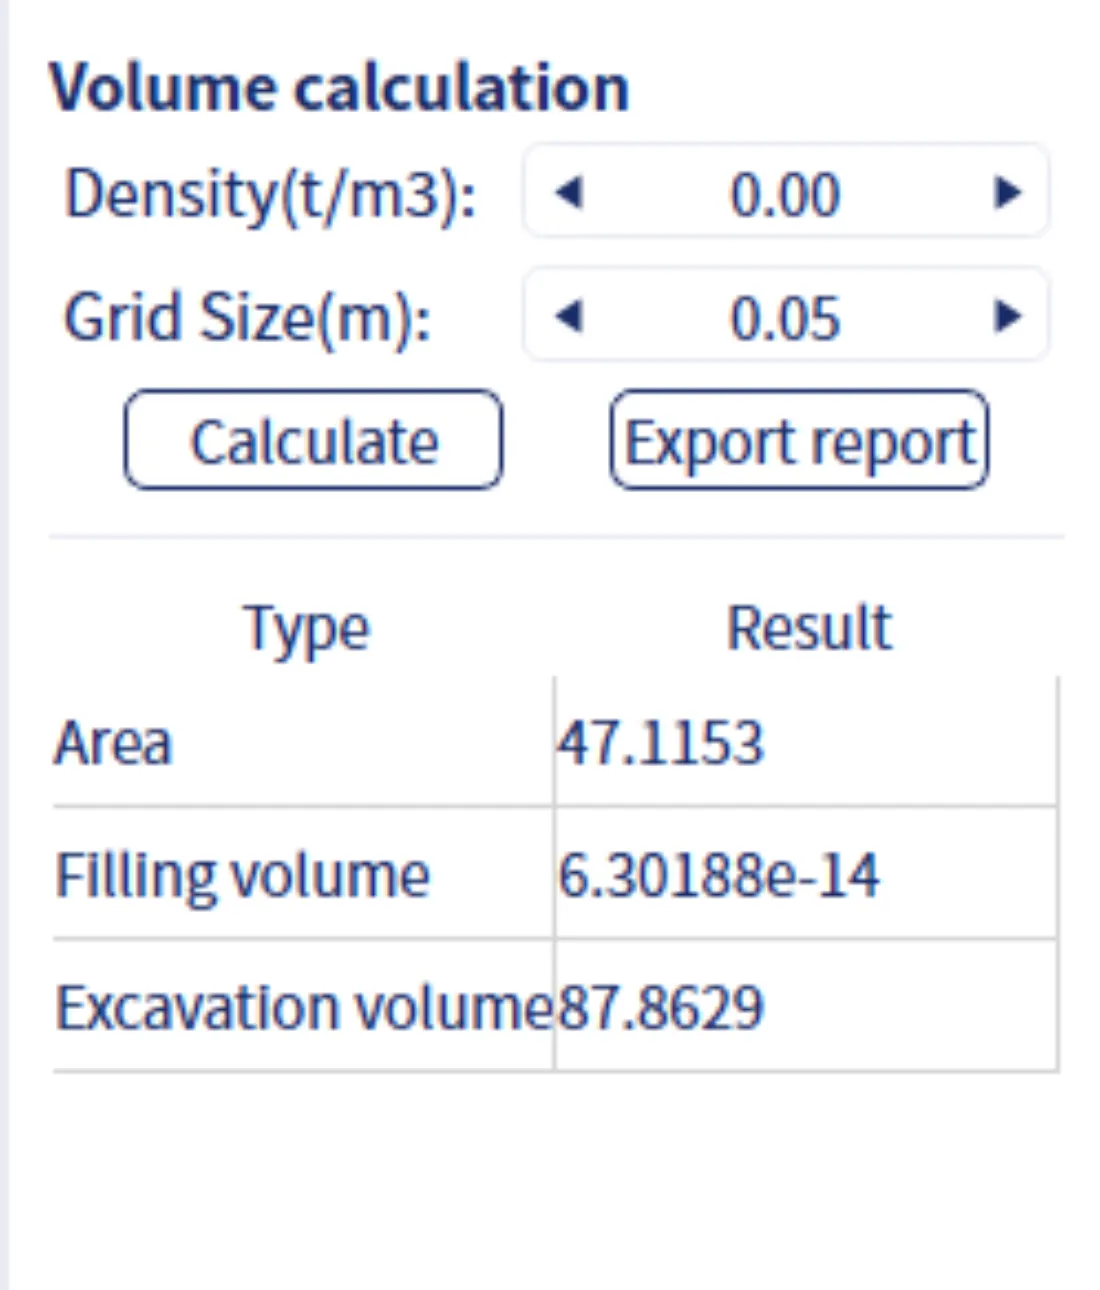 Volume calculation
Density(t/m3): 0.00
Grid Size(m): 0.05
Calculate Export report
Type Result
Area 47.1153
Filling volume 6.30188e-14
Excavation volume 87.8629